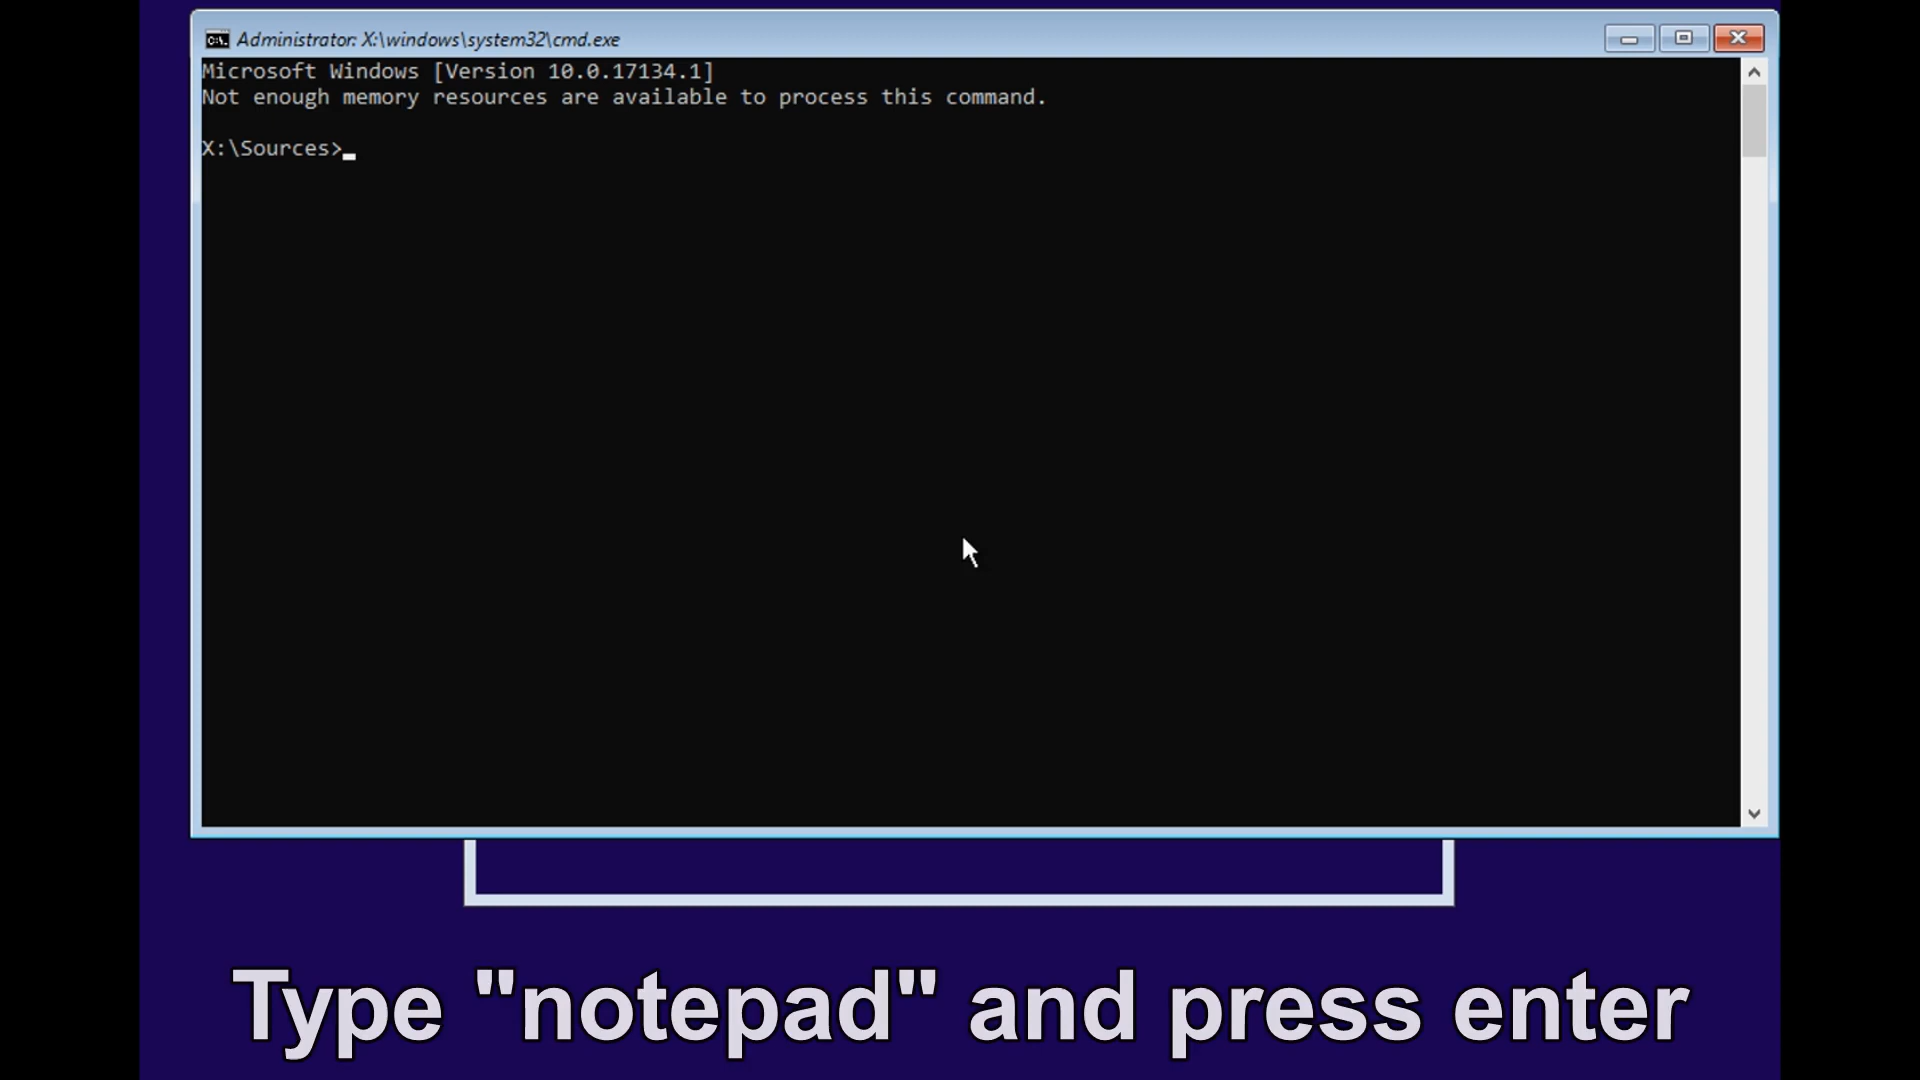 Administrator: X:\windows\system32\cmd.exe
Microsoft Windows [Version 10.0.17134.1]
Not enough memory resources are available to process this command.
X:\Sources>
Type "notepad" and press enter